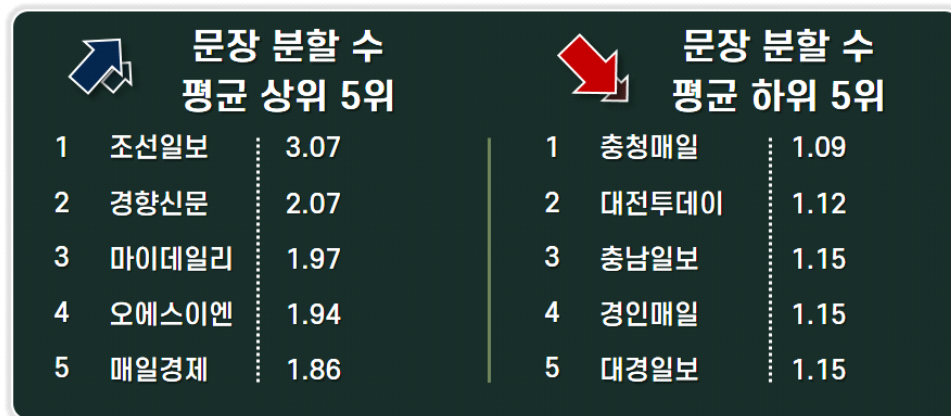 문장 분할 수
평균 상위 5위
1 조선일보 3.07
2 경향신문 2.07
3 마이데일리 1.97
4 오에스이엔 1.94
5 매일경제 1.86
문장 분할 수
평균 하위 5위
1 충청매일 1.09
2 대전투데이 1.12
3 충남일보 1.15
4 경인매일 1.15
5 대경일보 1.15